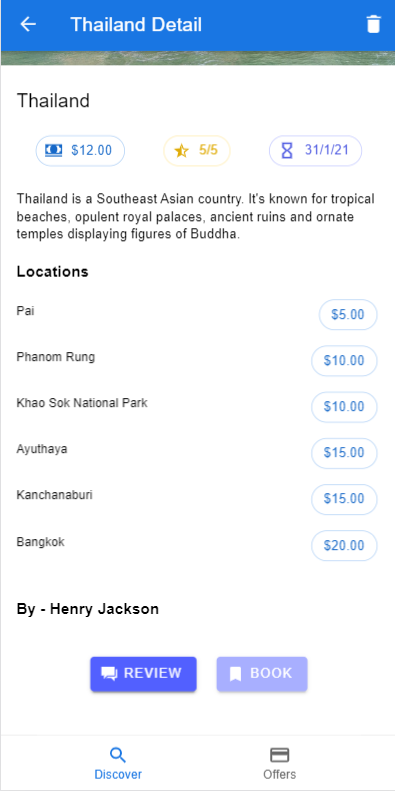 Thailand Detail
Thailand
$12.00 5/5 31/1/21
Thailand is a Southeast Asian country. It's known for tropical
beaches, opulent royal palaces, ancient ruins and ornate
temples displaying figures of Buddha.
Locations
Pai $5.00
Phanom Rung $10.00
Khao Sok National Park $10.00
Ayuthaya $15.00
Kanchanaburi $15.00
Bangkok $20.00
By - Henry Jackson
REVIEW BOOK
Discover Offers